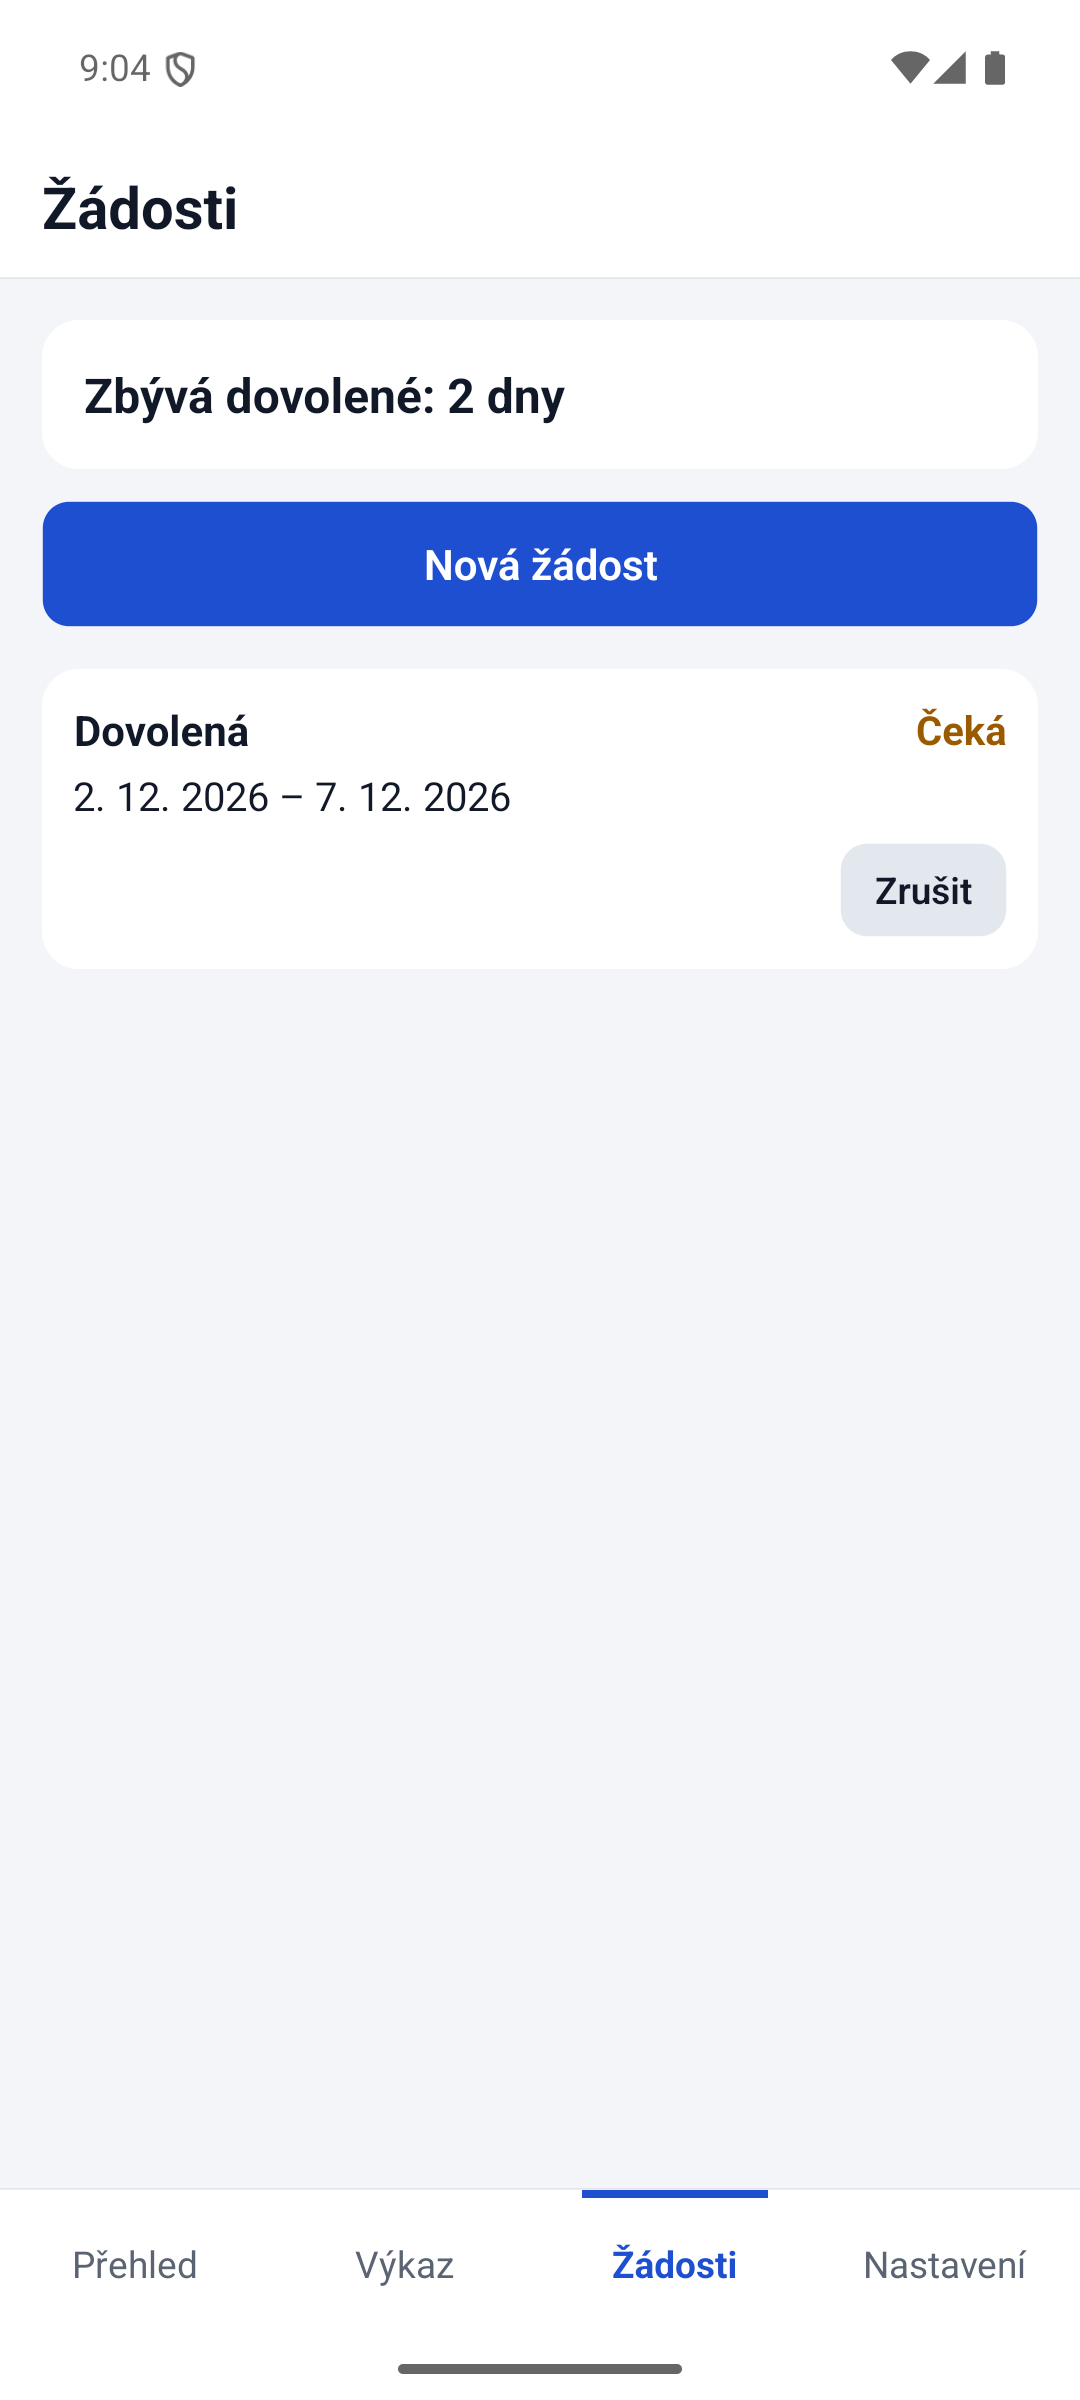 9:04
Žádosti
Zbývá dovolené: 2 dny
Nová žádost
Dovolená Čeká
2. 12. 2026 – 7. 12. 2026
Zrušit
Přehled Výkaz Žádosti Nastavení